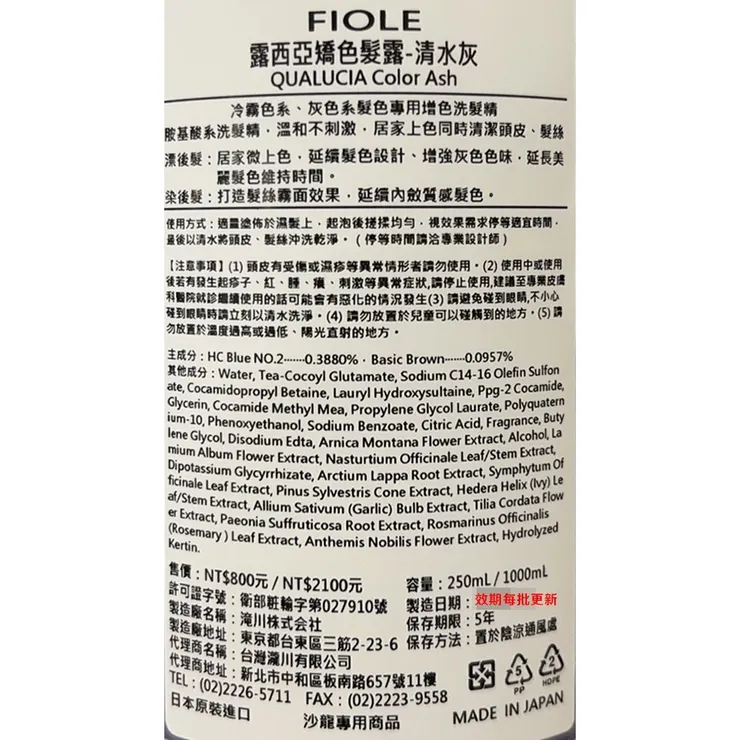 FIOLE
露西亞矯色髮露-清水灰
QUALUCIA Color Ash
冷霧色系、灰色系髮色專用增色洗髮精
胺基酸系洗髮精，溫和不刺激，居家上色同時清潔頭皮、髮絲
漂後髮：居家微上色，延續髮色設計、增強灰色色味，延長美
麗髮色維持時間。
染後髮：打造髮絲霧面效果，延續內斂質感髮色。
使用方式：適量塗佈於濕髮上，起泡後搓揉均勻，視效果需求停等適宜時間，
最後以清水將頭皮、髮絲沖洗乾淨。（停等時間請洽專業設計師）
【注意事項】(1) 頭皮有受傷或濕疹等異常情形者請勿使用。(2) 使用中或使用
後若有發生起疹子、紅、腫、癢、刺激等異常症狀,請停止使用,建議至專業皮膚
科醫院就診繼續使用的話可能會有惡化的情況發生(3) 請避免碰到眼睛,不小心
碰到眼睛時請立刻以清水洗淨。(4) 請勿放置於兒童可以碰觸到的地方。(5) 請
勿放置於溫度過高或過低、陽光直射的地方。
主成分：HC Blue NO.2-------0.3880%，Basic Brown-------0.0957%
其他成分：Water, Tea-Cocoyl Glutamate, Sodium C14-16 Olefin Sulfon
ate, Cocamidopropyl Betaine, Lauryl Hydroxysultaine, Ppg-2 Cocamide,
Glycerin, Cocamide Methyl Mea, Propylene Glycol Laurate, Polyquatern
ium-10, Phenoxyethanol, Sodium Benzoate, Citric Acid, Fragrance, Buty
lene Glycol, Disodium Edta, Arnica Montana Flower Extract, Alcohol, La
mium Album Flower Extract, Nasturtium Officinale Leaf/Stem Extract,
Dipotassium Glycyrrhizate, Arctium Lappa Root Extract, Symphytum Of
ficinale Leaf Extract, Pinus Sylvestris Cone Extract, Hedera Helix (Ivy) Le
af/Stem Extract, Allium Sativum (Garlic) Bulb Extract, Tilia Cordata Flow
er Extract, Paeonia Suffruticosa Root Extract, Rosmarinus Officinalis
(Rosemary ) Leaf Extract, Anthemis Nobilis Flower Extract, Hydrolyzed
Kertin.
售價：NT$800元 / NT$2100元
許可證字號：衛部粧輸字第027910號
製造廠名稱：滝川株式会社
製造廠地址：東京都台東區三筋2-23-6
代理商名稱：台灣瀧川有限公司
代理商地址：新北市中和區板南路657號11樓
TEL：(02)2226-5711 FAX：(02)2223-9558
日本原裝進口 沙龍專用商品
容量：250mL / 1000mL
製造日期：效期每批更新
保存期限：5年
保存方法：置於陰涼通風處
5
PP
2
HDPE
MADE IN JAPAN